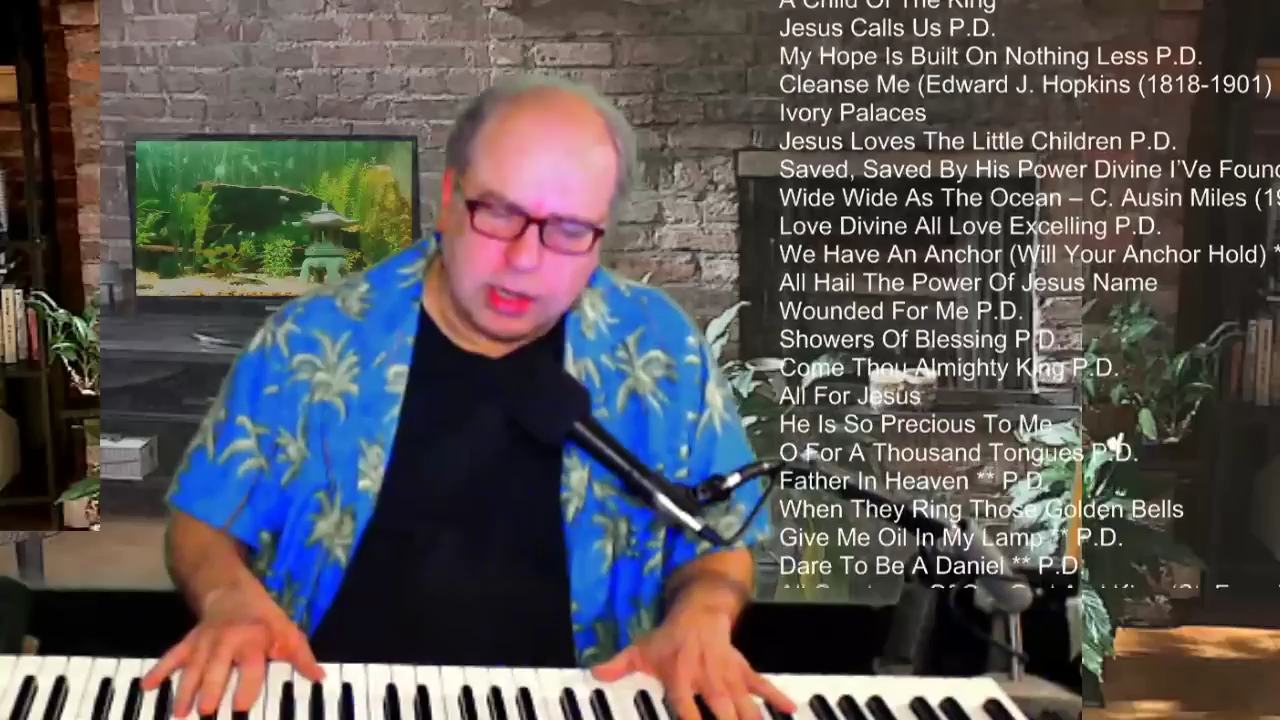 A Child Of The King
Jesus Calls Us P.D.
My Hope Is Built On Nothing Less P.D.
Cleanse Me (Edward J. Hopkins (1818-1901)
Ivory Palaces
Jesus Loves The Little Children P.D.
Saved, Saved By His Power Divine I'Ve Found
Wide Wide As The Ocean – C. Ausin Miles (19
Love Divine All Love Excelling P.D.
We Have An Anchor (Will Your Anchor Hold) *
All Hail The Power Of Jesus Name
Wounded For Me P.D.
Showers Of Blessing P.D.
Come Thou Almighty King P.D.
All For Jesus
He Is So Precious To Me
O For A Thousand Tongues P.D.
Father In Heaven ** P.D.
When They Ring Those Golden Bells
Give Me Oil In My Lamp ** P.D.
Dare To Be A Daniel ** P.D.